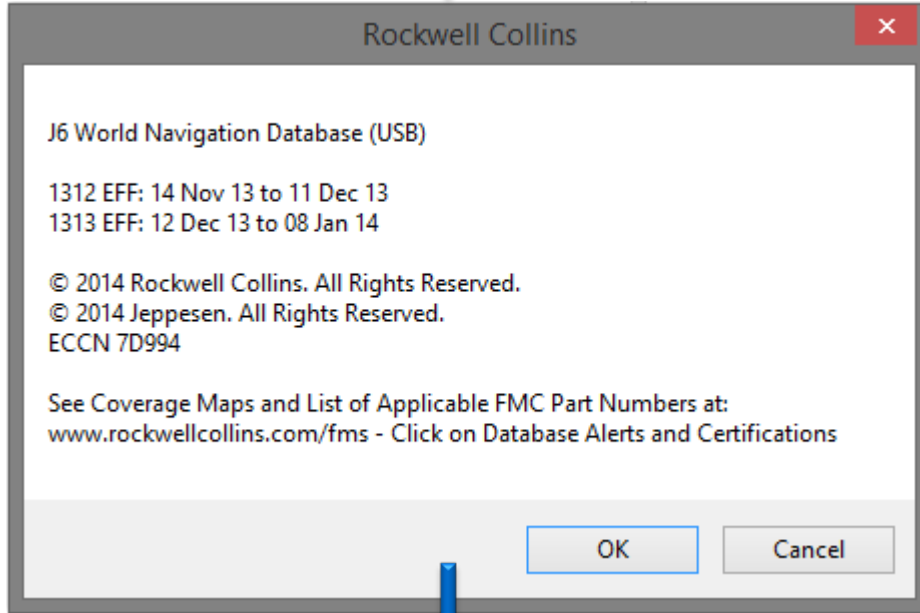 Rockwell Collins
J6 World Navigation Database (USB)
1312 EFF: 14 Nov 13 to 11 Dec 13
1313 EFF: 12 Dec 13 to 08 Jan 14
© 2014 Rockwell Collins. All Rights Reserved.
© 2014 Jeppesen. All Rights Reserved.
ECCN 7D994
See Coverage Maps and List of Applicable FMC Part Numbers at:
www.rockwellcollins.com/fms - Click on Database Alerts and Certifications
OK Cancel